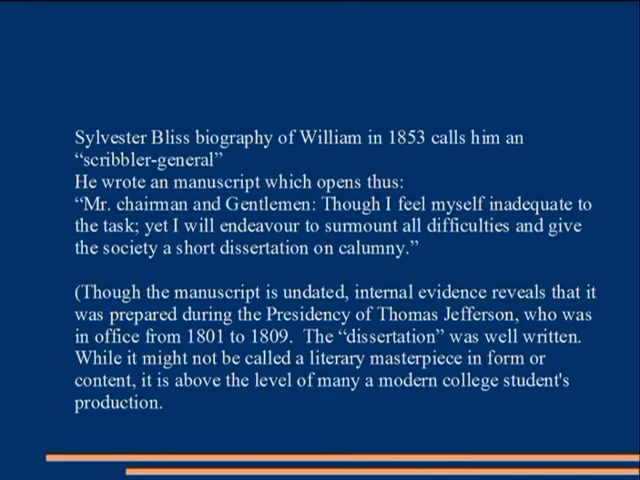 Sylvester Bliss biography of William in 1853 calls him an
“scribbler-general”
He wrote an manuscript which opens thus:
“Mr. chairman and Gentlemen: Though I feel myself inadequate to
the task; yet I will endeavour to surmount all difficulties and give
the society a short dissertation on calumny.”
(Though the manuscript is undated, internal evidence reveals that it
was prepared during the Presidency of Thomas Jefferson, who was
in office from 1801 to 1809.  The “dissertation” was well written.
While it might not be called a literary masterpiece in form or
content, it is above the level of many a modern college student's
production.